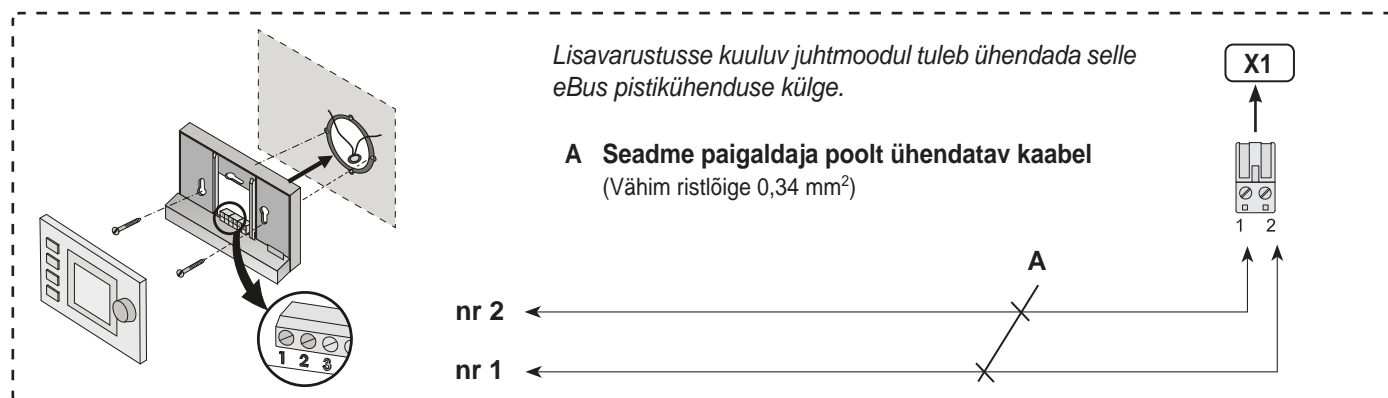 Lisavarustusse kuuluv juhtmoodul tuleb ühendada selle
eBus pistikühenduse külge.
X1
A Seadme paigaldaja poolt ühendatav kaabel
(Vähim ristlõige 0,34 mm²)
1 2
A
nr 2
nr 1
1 2 3